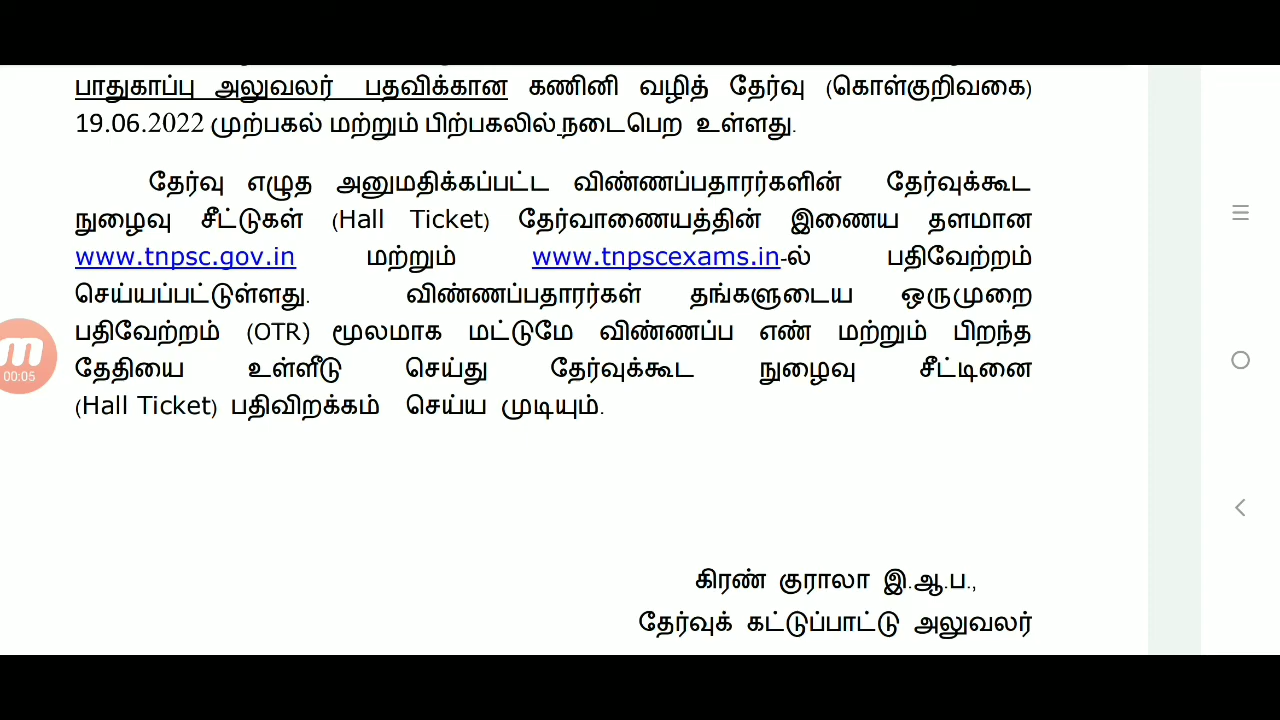 பாதுகாப்பு அலுவலர் பதவிக்கான கணினி வழித் தேர்வு (கொள்குறிவகை)
19.06.2022 முற்பகல் மற்றும் பிற்பகலில் நடைபெற உள்ளது.
தேர்வு எழுத அனுமதிக்கப்பட்ட விண்ணப்பதாரர்களின் தேர்வுக்கூட
நுழைவு சீட்டுகள் (Hall Ticket) தேர்வாணையத்தின் இணைய தளமான
www.tnpsc.gov.in மற்றும் www.tnpscexams.in-ல் பதிவேற்றம்
செய்யப்பட்டுள்ளது. விண்ணப்பதாரர்கள் தங்களுடைய ஒருமுறை
பதிவேற்றம் (OTR) மூலமாக மட்டுமே விண்ணப்ப எண் மற்றும் பிறந்த
தேதியை உள்ளீடு செய்து தேர்வுக்கூட நுழைவு சீட்டினை
(Hall Ticket) பதிவிறக்கம் செய்ய முடியும்.
00:05
கிரண் குராலா இ.ஆ.ப.,
தேர்வுக் கட்டுப்பாட்டு அலுவலர்